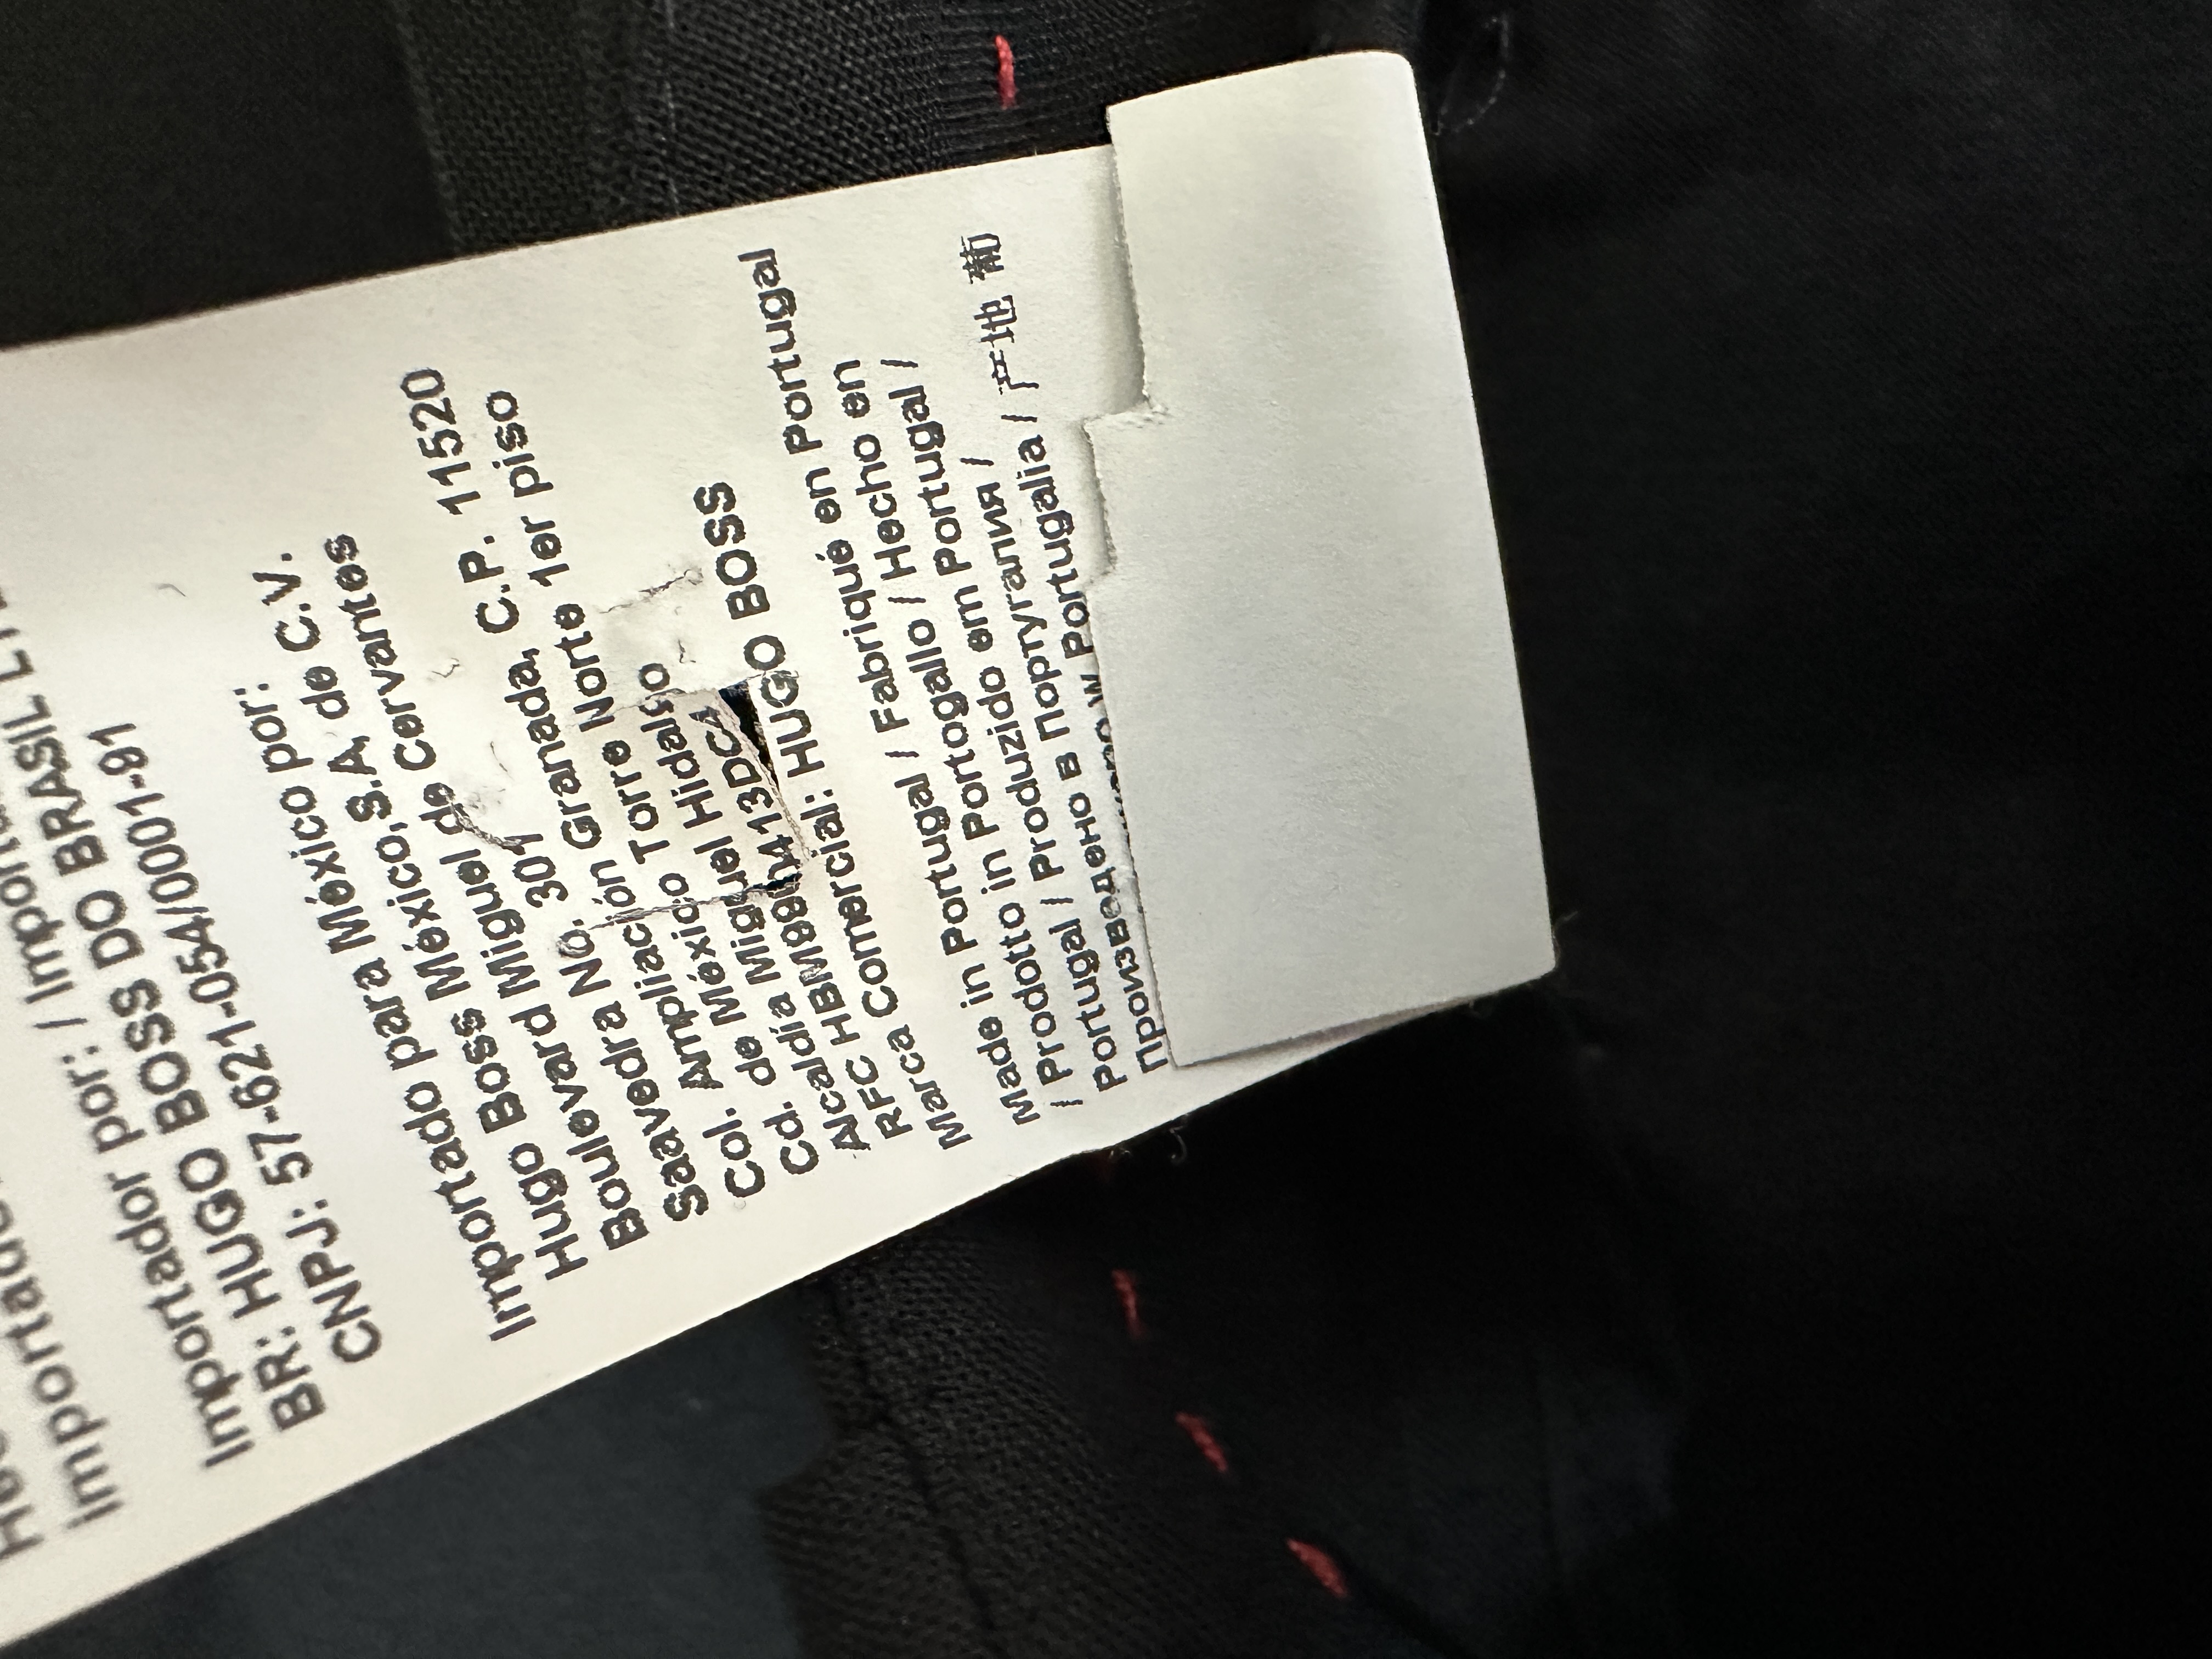 Importador por: / Importa
BR: HUGO BOSS DO BRASIL LT
CNPJ: 57-621-054/0001-91
Importado para México por:
Hugo Boss México, S.A de C.V.
Boulevard Miguel de Cervantes
Saavedra No. 301
Col. Ampliación Granada, C.P. 11520
Cd. de México Torre Norte 1er piso
Alcaldía Miguel Hidalgo
RFC HBM980413DC4
Marca Comercial: HUGO BOSS
Made in Portugal / Fabriqué en Portugal
/ Prodotto in Portogallo / Hecho en
Portugal / Produzido em Portugal /
Произведено в Португалия /
w Portugalia / 产地 葡